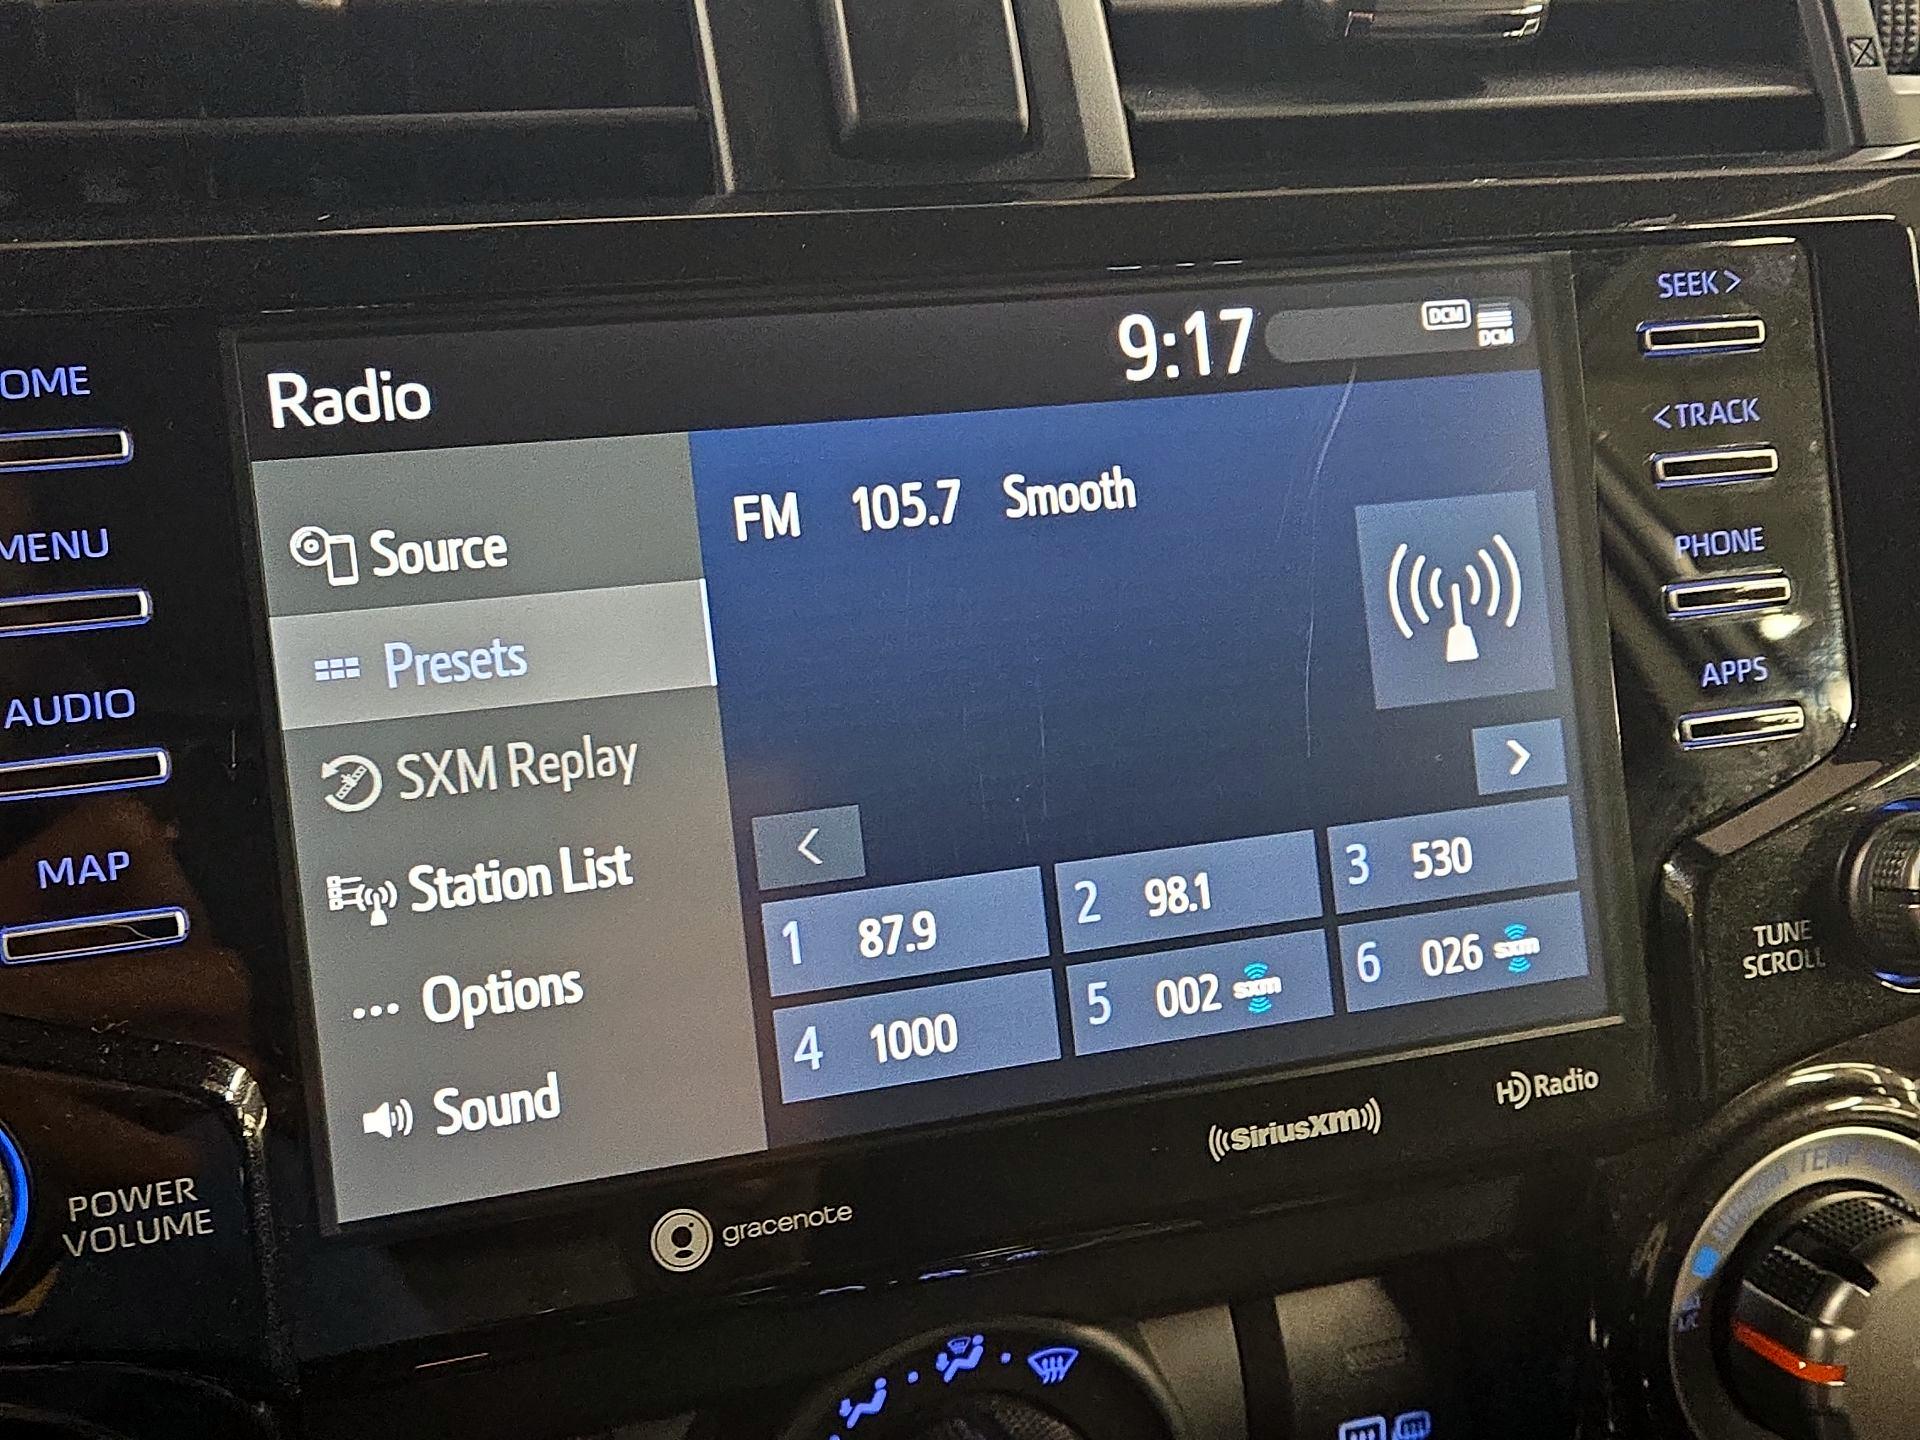 SEEK >
9:17
DCM
DCM
OME
Radio
< TRACK
FM 105.7 Smooth
MENU
Source
PHONE
Presets
APPS
AUDIO
SXM Replay
>
<
Station List
MAP
1 87.9
2 98.1
3 530
Options
4 1000
5 002 sxm
6 026 sxm
TUNE
SCROLL
Sound
SiriusXM
HD Radio
POWER
VOLUME
gracenote
TEMP
A/C